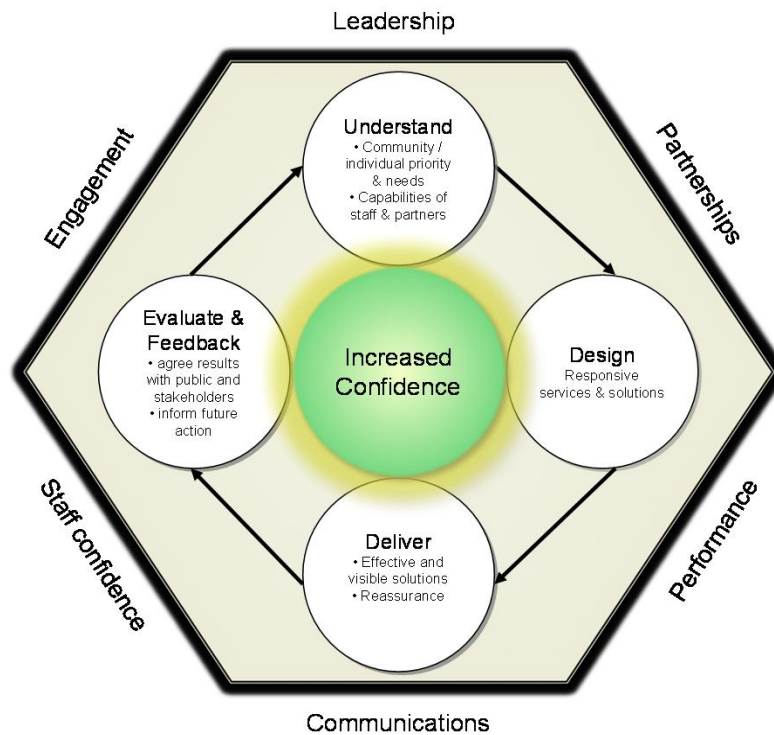 Leadership
Engagement
Partnerships
Understand
• Community /
individual priority
& needs
• Capabilities of
staff & partners
Evaluate &
Feedback
• agree results
with public and
stakeholders
• inform future
action
Increased
Confidence
Design
Responsive
services & solutions
Deliver
• Effective and
visible solutions
• Reassurance
Staff confidence
Performance
Communications